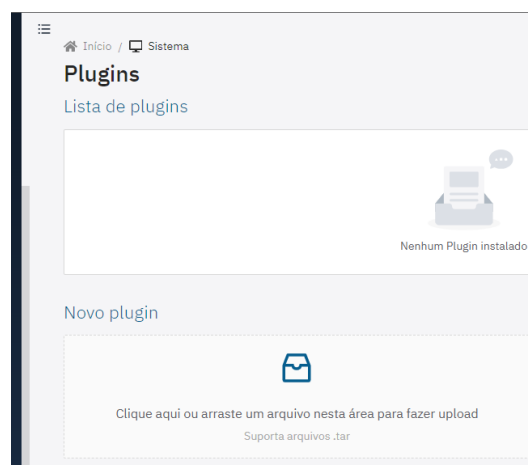 Início / Sistema
Plugins
Lista de plugins
Nenhum Plugin instalado
Novo plugin
Clique aqui ou arraste um arquivo nesta área para fazer upload
Suporta arquivos .tar